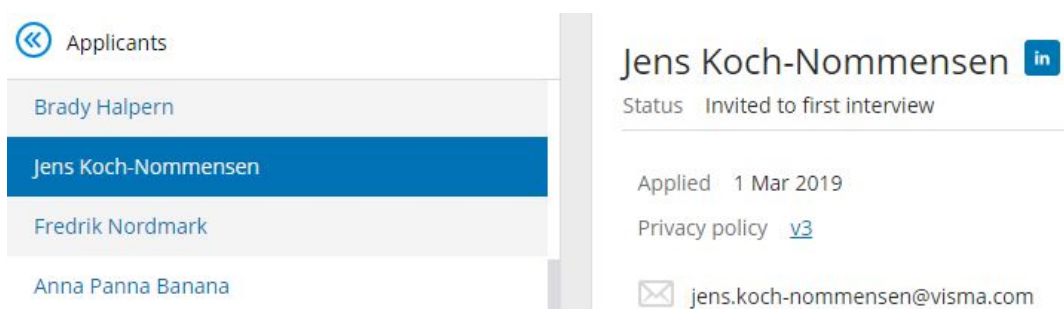 Applicants
Brady Halpern
Jens Koch-Nommensen
Fredrik Nordmark
Anna Panna Banana
Jens Koch-Nommensen in
Status Invited to first interview
Applied 1 Mar 2019
Privacy policy v3
jens.koch-nommensen@visma.com